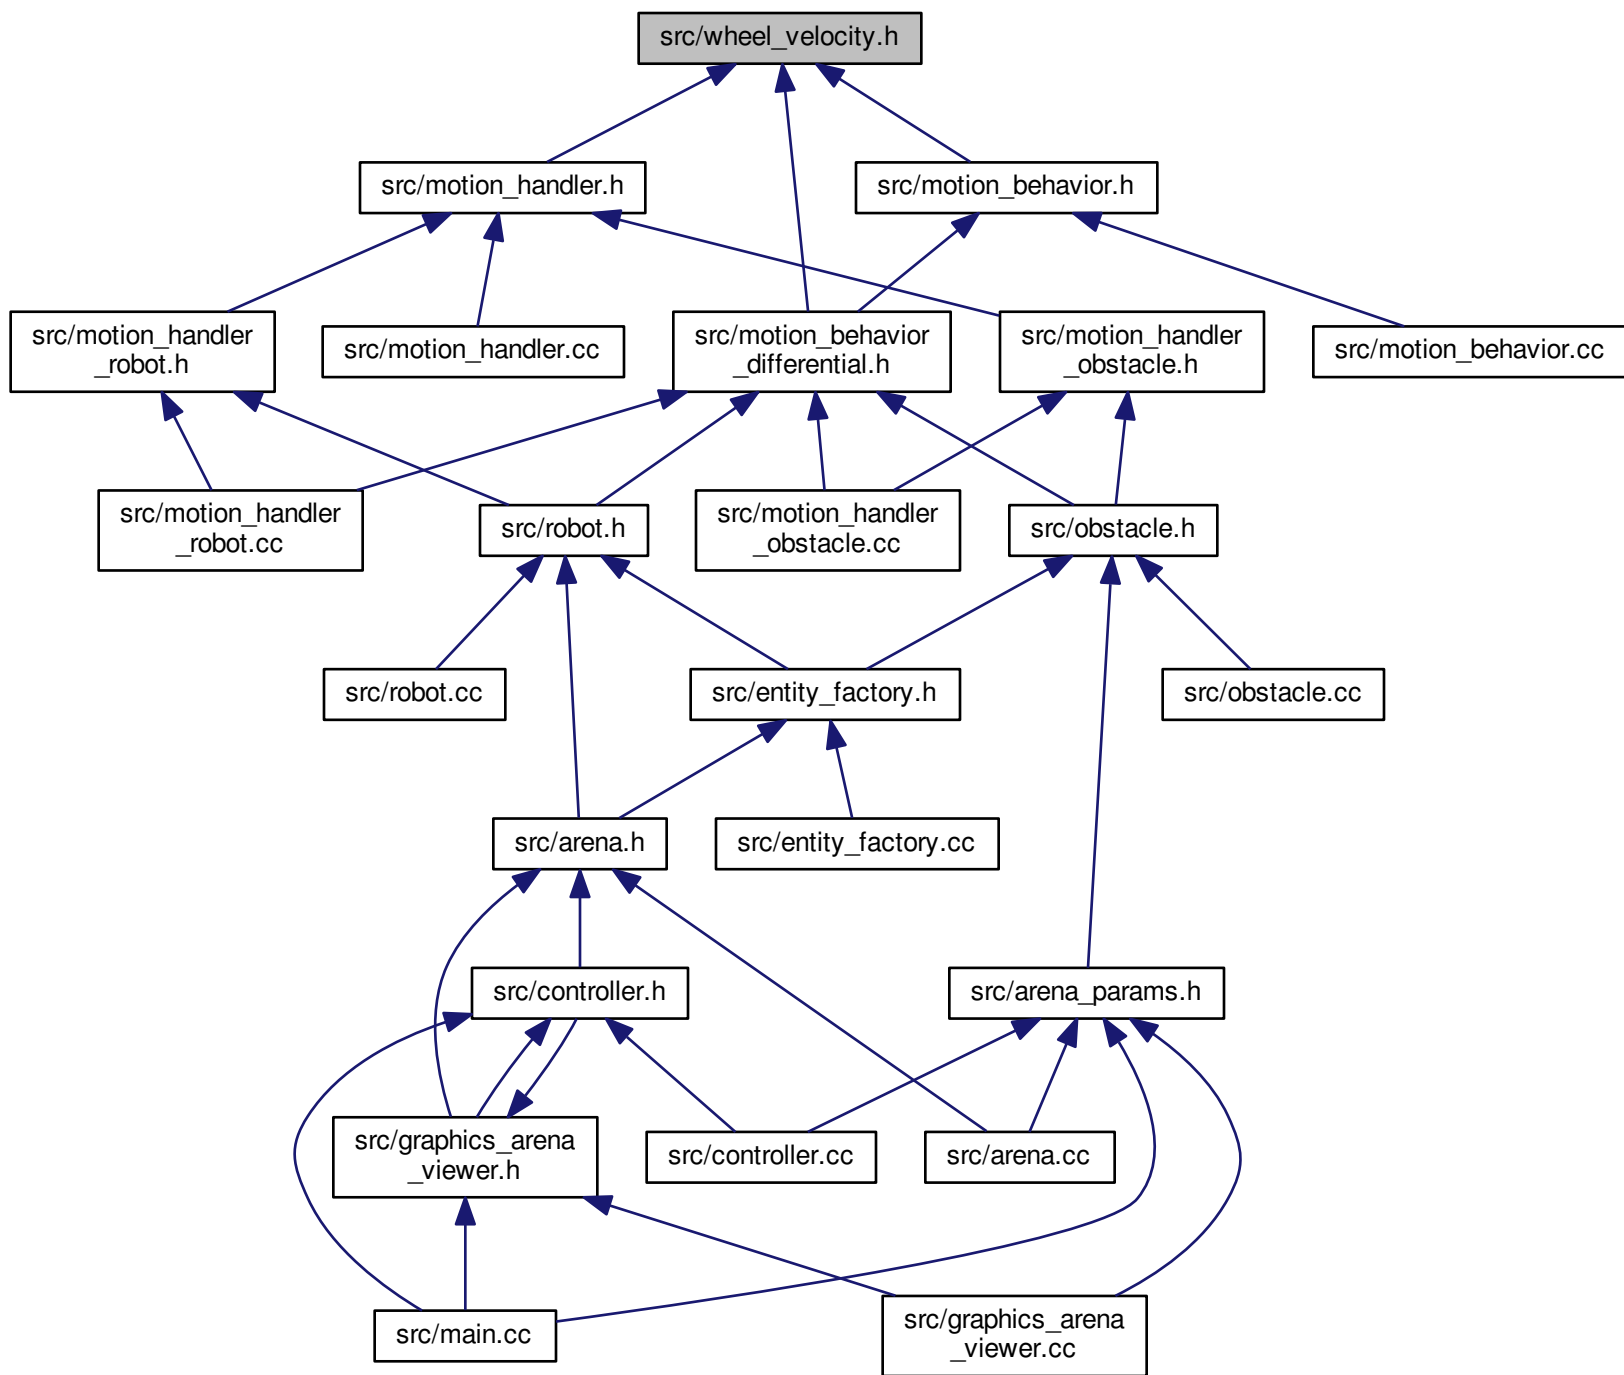 src/wheel_velocity.h
src/motion_handler.h
src/motion_behavior.h
src/motion_handler
_robot.h
src/motion_handler.cc
src/motion_behavior
_differential.h
src/motion_handler
_obstacle.h
src/motion_behavior.cc
src/motion_handler
_robot.cc
src/robot.h
src/motion_handler
_obstacle.cc
src/obstacle.h
src/robot.cc
src/entity_factory.h
src/obstacle.cc
src/arena.h
src/entity_factory.cc
src/controller.h
src/arena_params.h
src/graphics_arena
_viewer.h
src/controller.cc
src/arena.cc
src/main.cc
src/graphics_arena
_viewer.cc